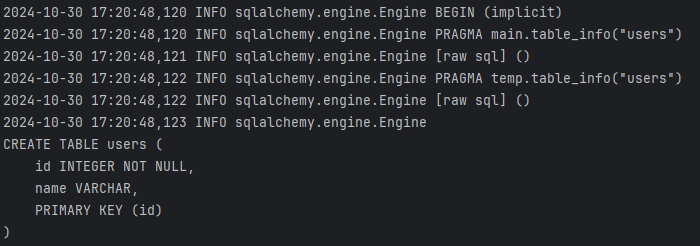 2024-10-30 17:20:48,120 INFO sqlalchemy.engine.Engine BEGIN (implicit)
2024-10-30 17:20:48,120 INFO sqlalchemy.engine.Engine PRAGMA main.table_info("users")
2024-10-30 17:20:48,121 INFO sqlalchemy.engine.Engine [raw sql] ()
2024-10-30 17:20:48,122 INFO sqlalchemy.engine.Engine PRAGMA temp.table_info("users")
2024-10-30 17:20:48,122 INFO sqlalchemy.engine.Engine [raw sql] ()
2024-10-30 17:20:48,123 INFO sqlalchemy.engine.Engine
CREATE TABLE users (
    id INTEGER NOT NULL,
    name VARCHAR,
    PRIMARY KEY (id)
)